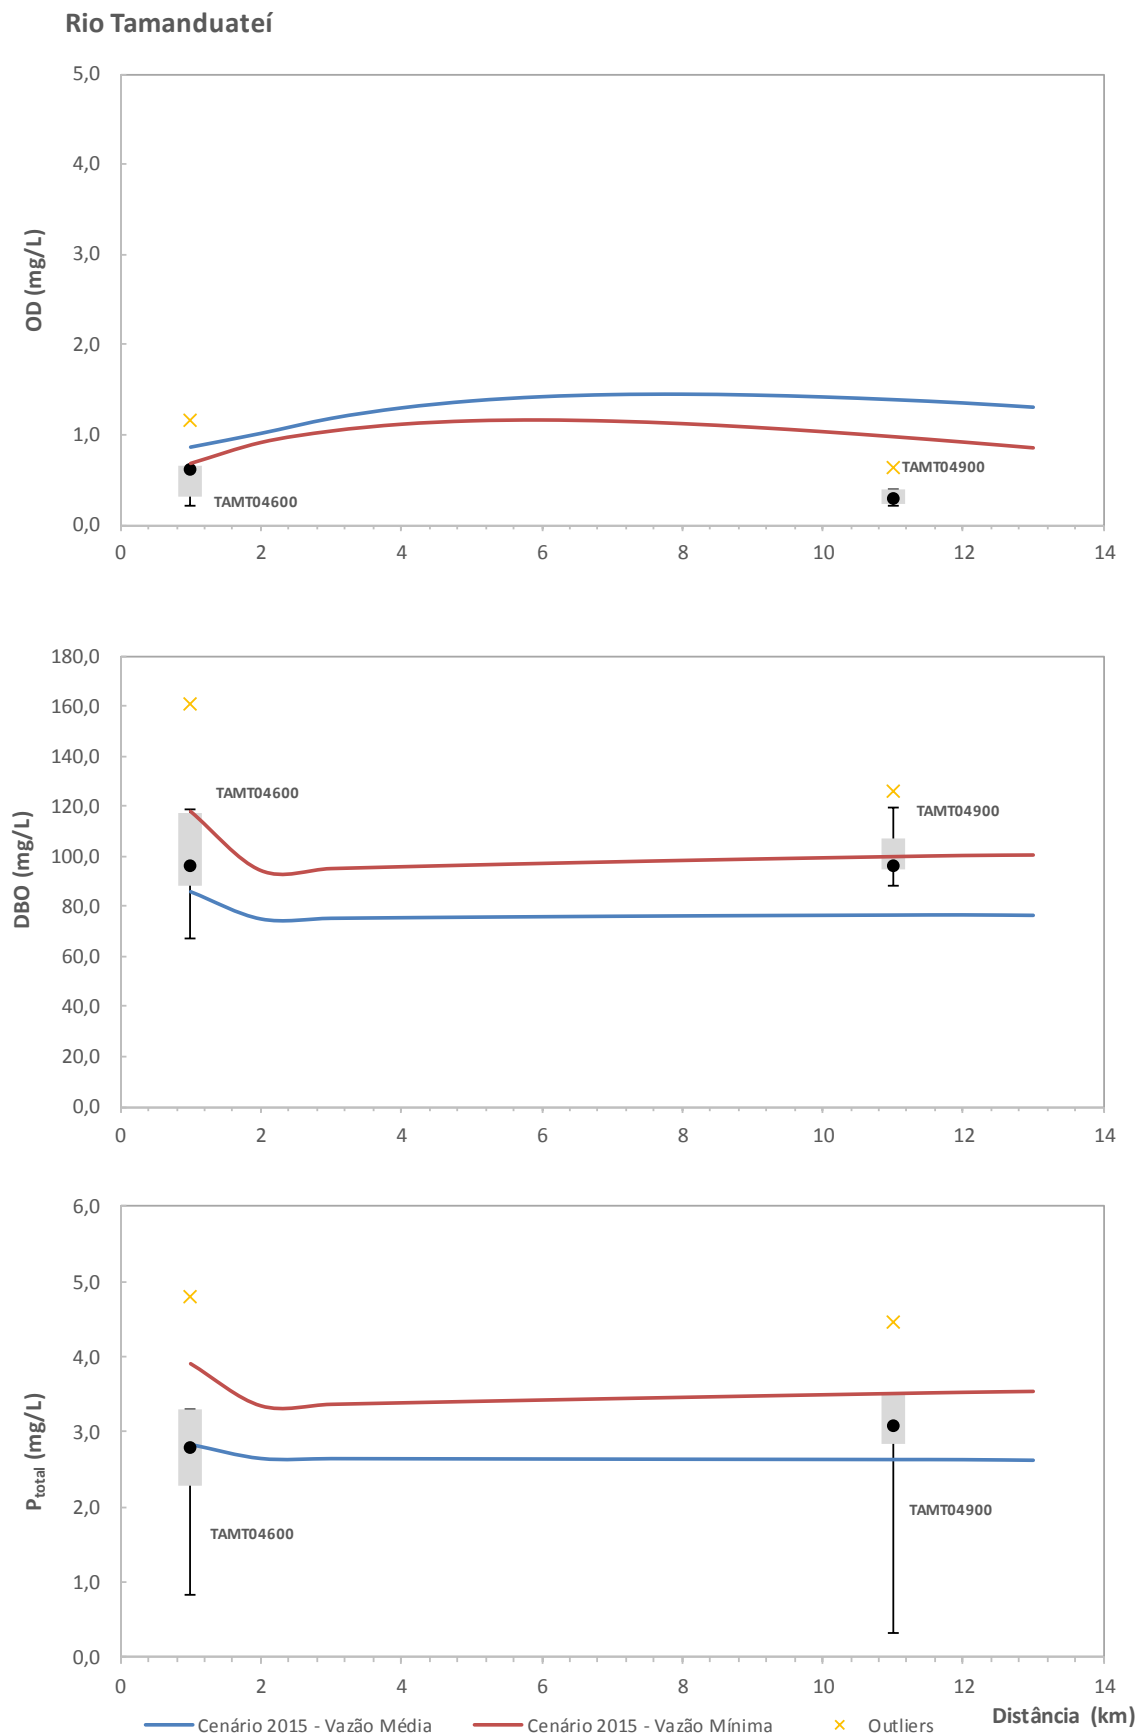 Rio Tamanduateí
5,0
4,0
3,0
2,0
1,0
0,0
OD (mg/L)
TAMT04600
TAMT04900
0 2 4 6 8 10 12 14
180,0
160,0
140,0
120,0
100,0
80,0
60,0
40,0
20,0
0,0
DBO (mg/L)
TAMT04600
TAMT04900
0 2 4 6 8 10 12 14
6,0
5,0
4,0
3,0
2,0
1,0
0,0
Ptotal (mg/L)
TAMT04600
TAMT04900
0 2 4 6 8 10 12 14
Distância (km)
Cenário 2015 - Vazão Média Cenário 2015 - Vazão Mínima Outliers